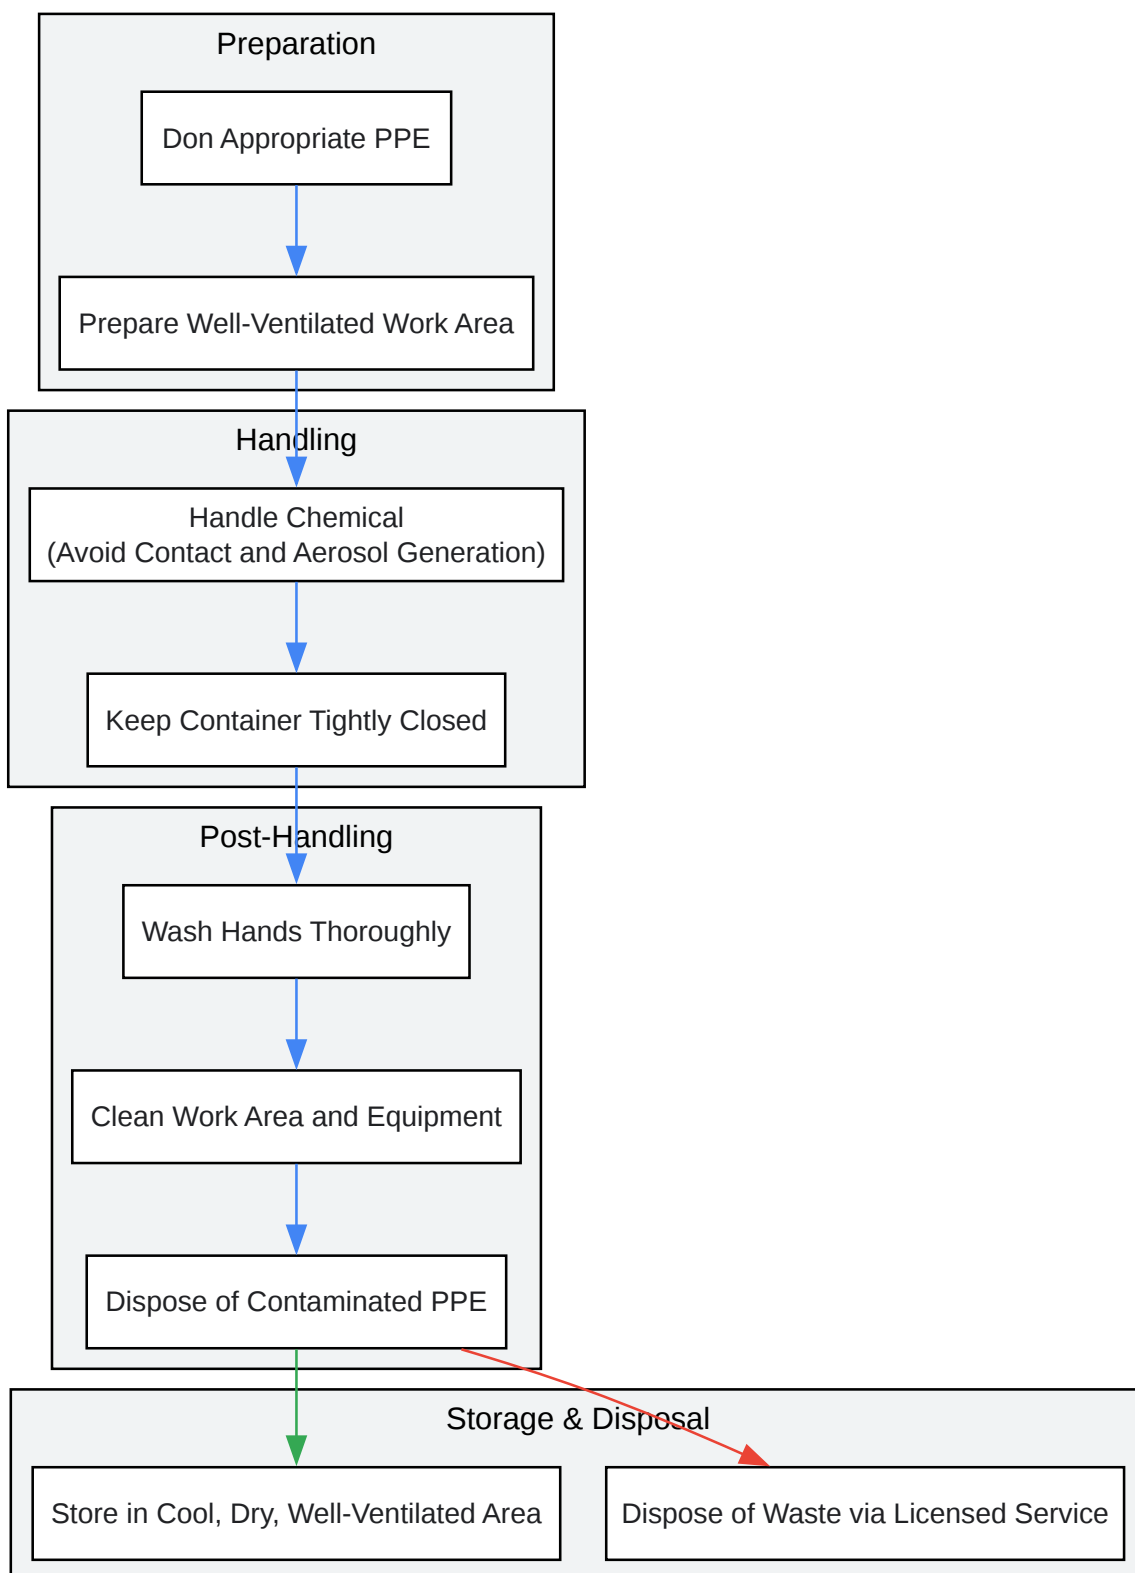 Preparation
Don Appropriate PPE
Prepare Well-Ventilated Work Area
Handling
Handle Chemical
(Avoid Contact and Aerosol Generation)
Keep Container Tightly Closed
Post-Handling
Wash Hands Thoroughly
Clean Work Area and Equipment
Dispose of Contaminated PPE
Storage & Disposal
Store in Cool, Dry, Well-Ventilated Area
Dispose of Waste via Licensed Service